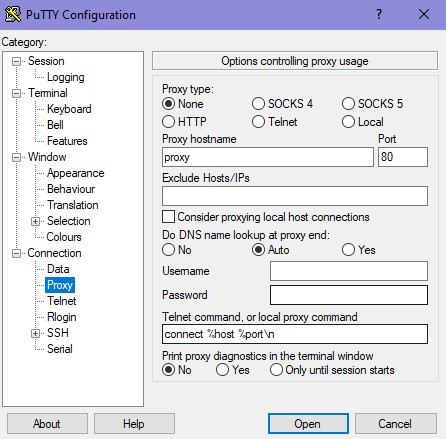 PuTTY Configuration
Category:
Session
Logging
Terminal
Keyboard
Bell
Features
Window
Appearance
Behaviour
Translation
Selection
Colours
Connection
Data
Proxy
Telnet
Rlogin
SSH
Serial
Options controlling proxy usage
Proxy type:
None SOCKS 4 SOCKS 5
HTTP Telnet Local
Proxy hostname Port
proxy 80
Exclude Hosts/IPs
Consider proxying local host connections
Do DNS name lookup at proxy end:
No Auto Yes
Username
Password
Telnet command, or local proxy command
connect %host %port\n
Print proxy diagnostics in the terminal window
No Yes Only until session starts
About Help Open Cancel